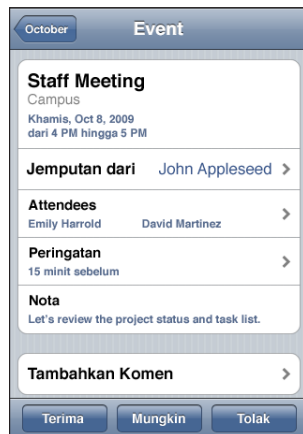 October
Event
Staff Meeting
Campus
Khamis, Oct 8, 2009
dari 4 PM hingga 5 PM
Jemputan dari John Appleseed
Attendees
Emily Harrold David Martinez
Peringatan
15 minit sebelum
Nota
Let's review the project status and task list.
Tambahkan Komen
Terima Mungkin Tolak